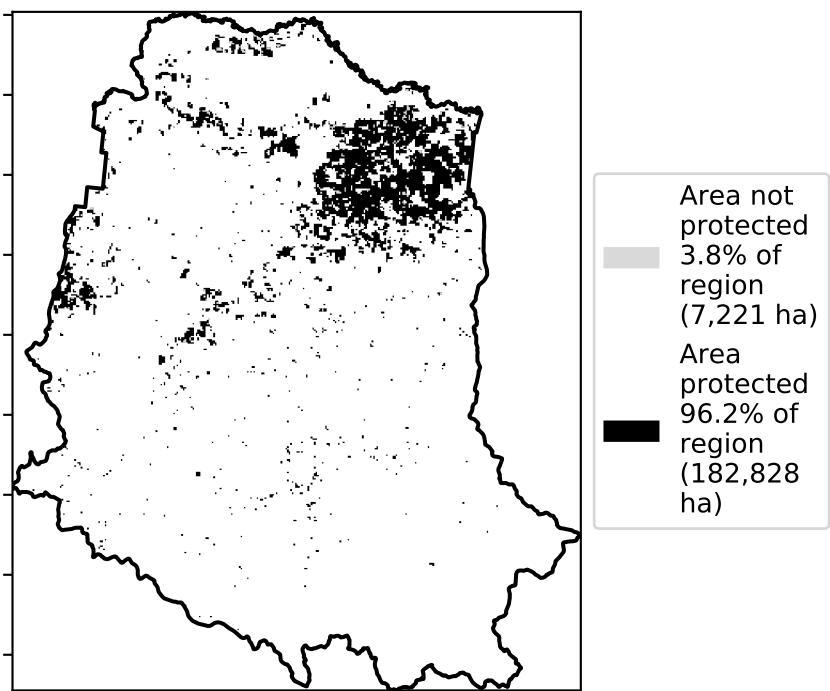 Area not
protected
3.8% of
region
(7,221 ha)
Area
protected
96.2% of
region
(182,828
ha)